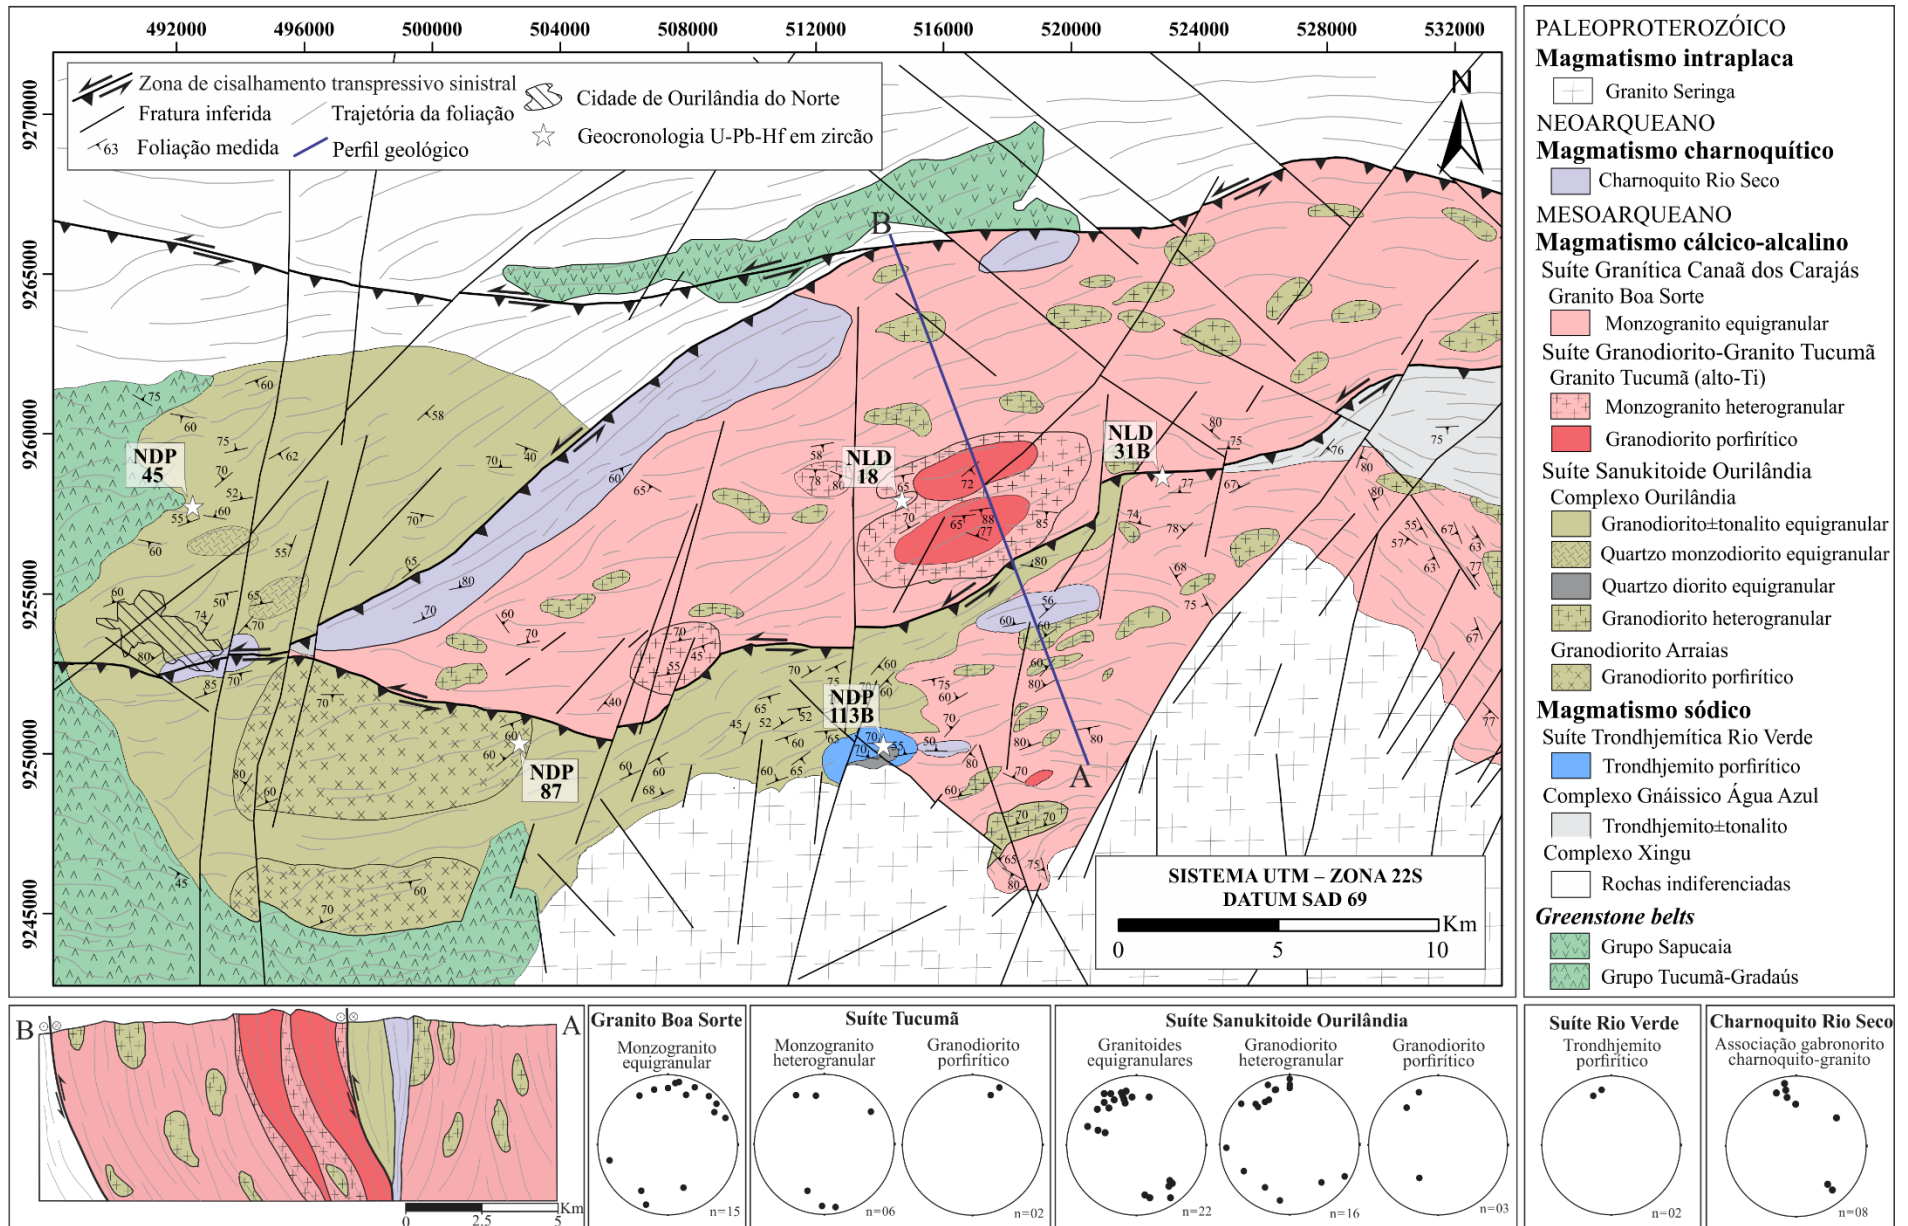 492000 496000 500000 504000 508000 512000 516000 520000 524000 528000 532000
9270000
9265000
9260000
9255000
9250000
9245000
Zona de cisalhamento transpressivo sinistral
Fratura inferida
Trajetória da foliação
63 Foliação medida
Perfil geológico
Cidade de Ourilândia do Norte
Geocronologia U-Pb-Hf em zircão
N
B
A
NDP
45
NLD
18
NLD
31B
NDP
113B
NDP
87
SISTEMA UTM – ZONA 22S
DATUM SAD 69
0 5 10 Km
PALEOPROTEROZÓICO
Magmatismo intraplaca
Granito Seringa
NEOARQUEANO
Magmatismo charnoquítico
Charnoquito Rio Seco
MESOARQUEANO
Magmatismo cálcico-alcalino
Suíte Granítica Canaã dos Carajás
Granito Boa Sorte
Monzogranito equigranular
Suíte Granodiorito-Granito Tucumã
Granito Tucumã (alto-Ti)
Monzogranito heterogranular
Granodiorito porfirítico
Suíte Sanukitoide Ourilândia
Complexo Ourilândia
Granodiorito±tonalito equigranular
Quartzo monzodiorito equigranular
Quartzo diorito equigranular
Granodiorito heterogranular
Granodiorito Arraias
Granodiorito porfirítico
Magmatismo sódico
Suíte Trondhjemítica Rio Verde
Trondhjemito porfirítico
Complexo Gnáissico Água Azul
Trondhjemito±tonalito
Complexo Xingu
Rochas indiferenciadas
Greenstone belts
Grupo Sapucaia
Grupo Tucumã-Gradaús
B A
0 2.5 5 Km
Granito Boa Sorte
Monzogranito
equigranular
n=15
Suíte Tucumã
Monzogranito
heterogranular
n=06
Granodiorito
porfirítico
n=02
Suíte Sanukitoide Ourilândia
Granitoides
equigranulares
n=22
Granodiorito
heterogranular
n=16
Granodiorito
porfirítico
n=03
Suíte Rio Verde
Trondhjemito
porfirítico
n=02
Charnoquito Rio Seco
Associação gabronorito
charnoquito-granito
n=08